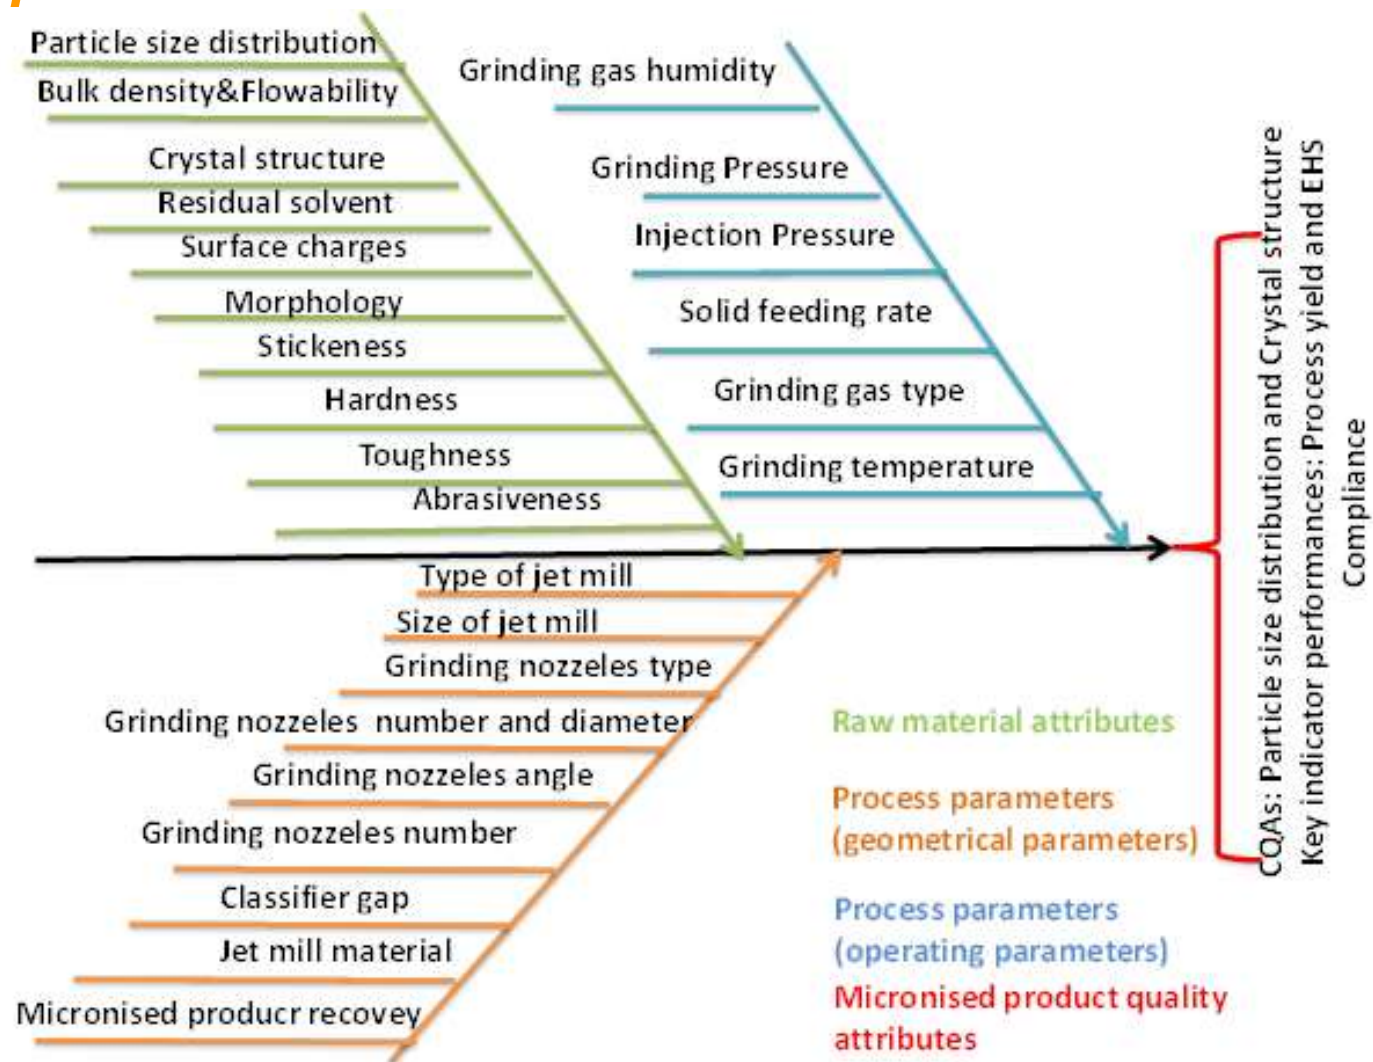 Particle size distribution
Bulk density&Flowability
Crystal structure
Residual solvent
Surface charges
Morphology
Stickeness
Hardness
Toughness
Abrasiveness
Grinding gas humidity
Grinding Pressure
Injection Pressure
Solid feeding rate
Grinding gas type
Grinding temperature
Type of jet mill
Size of jet mill
Grinding nozzeles type
Grinding nozzeles number and diameter
Grinding nozzeles angle
Grinding nozzeles number
Classifier gap
Jet mill material
Micronised producr recovey
Raw material attributes
Process parameters
(geometrical parameters)
Process parameters
(operating parameters)
Micronised product quality
attributes
CQAs: Particle size distribution and Crystal structure
Key indicator performances: Process yield and EHS
Compliance